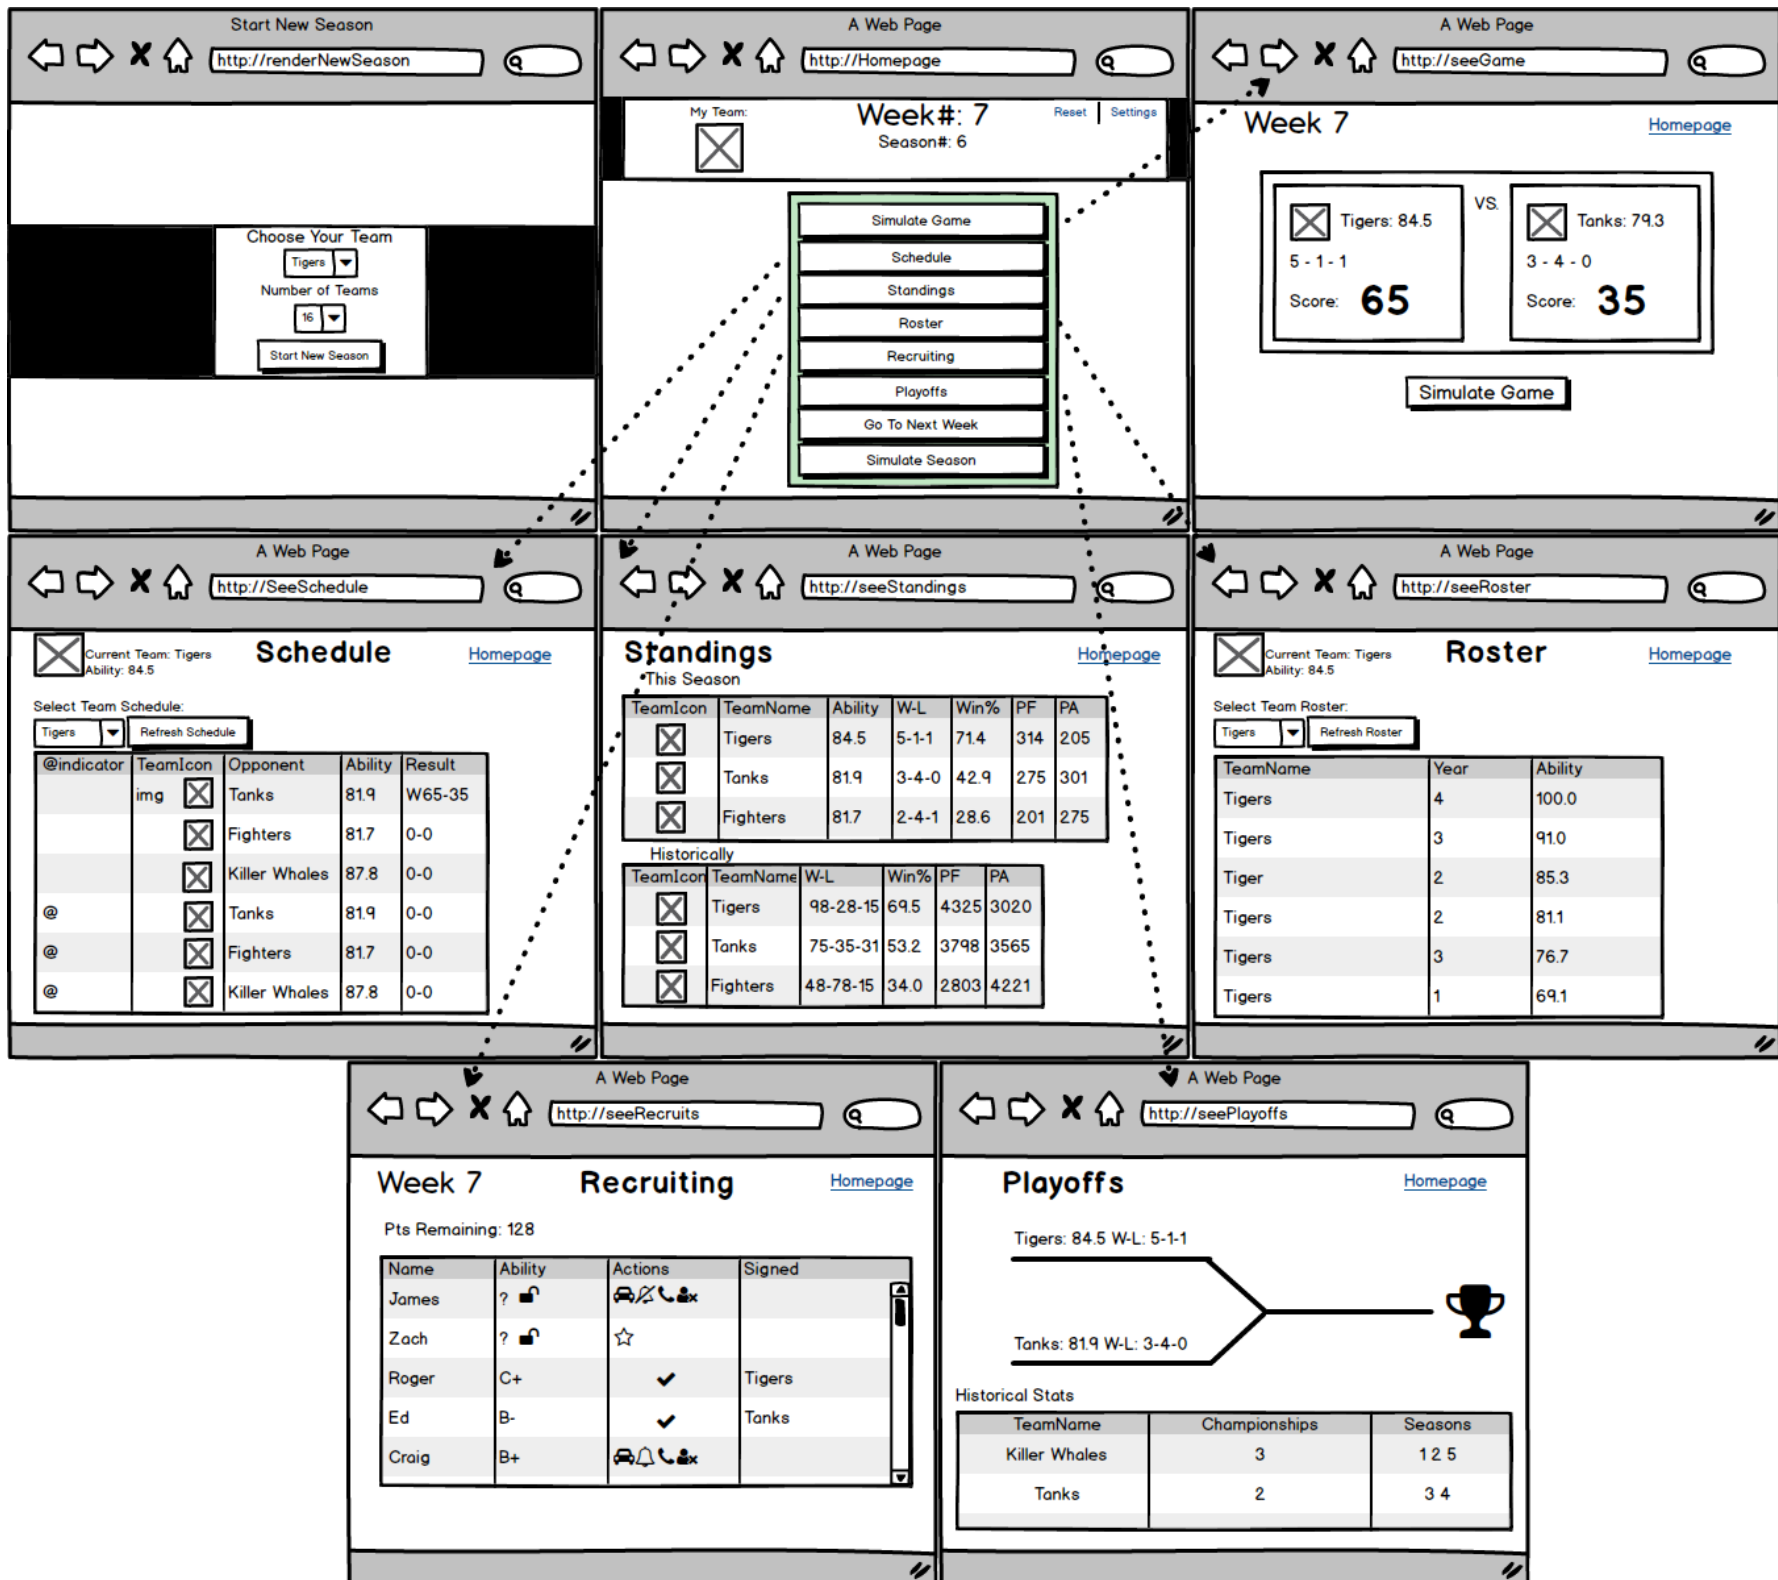 Start New Season
http://renderNewSeason
Choose Your Team
Tigers
Number of Teams
16
Start New Season
A Web Page
http://Homepage
My Team:
Week#: 7
Season#: 6
Reset
Settings
Simulate Game
Schedule
Standings
Roster
Recruiting
Playoffs
Go To Next Week
Simulate Season
A Web Page
http://seeGame
Week 7
Homepage
Tigers: 84.5
5 - 1 - 1
Score: 65
VS.
Tanks: 79.3
3 - 4 - 0
Score: 35
Simulate Game
A Web Page
http://SeeSchedule
Current Team: Tigers
Ability: 84.5
Schedule
Homepage
Select Team Schedule:
Tigers Refresh Schedule
@indicator TeamIcon Opponent Ability Result
img Tanks 81.9 W65-35
Fighters 81.7 0-0
Killer Whales 87.8 0-0
@ Tanks 81.9 0-0
@ Fighters 81.7 0-0
@ Killer Whales 87.8 0-0
A Web Page
http://seeStandings
Standings
Homepage
This Season
TeamIcon TeamName Ability W-L Win% PF PA
Tigers 84.5 5-1-1 71.4 314 205
Tanks 81.9 3-4-0 42.9 275 301
Fighters 81.7 2-4-1 28.6 201 275
Historically
TeamIcon TeamName W-L Win% PF PA
Tigers 98-28-15 69.5 4325 3020
Tanks 75-35-31 53.2 3798 3565
Fighters 48-78-15 34.0 2803 4221
A Web Page
http://seeRoster
Current Team: Tigers
Ability: 84.5
Roster
Homepage
Select Team Roster:
Tigers Refresh Roster
TeamName Year Ability
Tigers 4 100.0
Tigers 3 91.0
Tiger 2 85.3
Tigers 2 81.1
Tigers 3 76.7
Tigers 1 69.1
A Web Page
http://seeRecruits
Week 7
Recruiting
Homepage
Pts Remaining: 128
Name Ability Actions Signed
James ?
Zach ?
Roger C+ Tigers
Ed B- Tanks
Craig B+
A Web Page
http://seePlayoffs
Playoffs
Homepage
Tigers: 84.5 W-L: 5-1-1
Tanks: 81.9 W-L: 3-4-0
Historical Stats
TeamName Championships Seasons
Killer Whales 3 1 2 5
Tanks 2 3 4